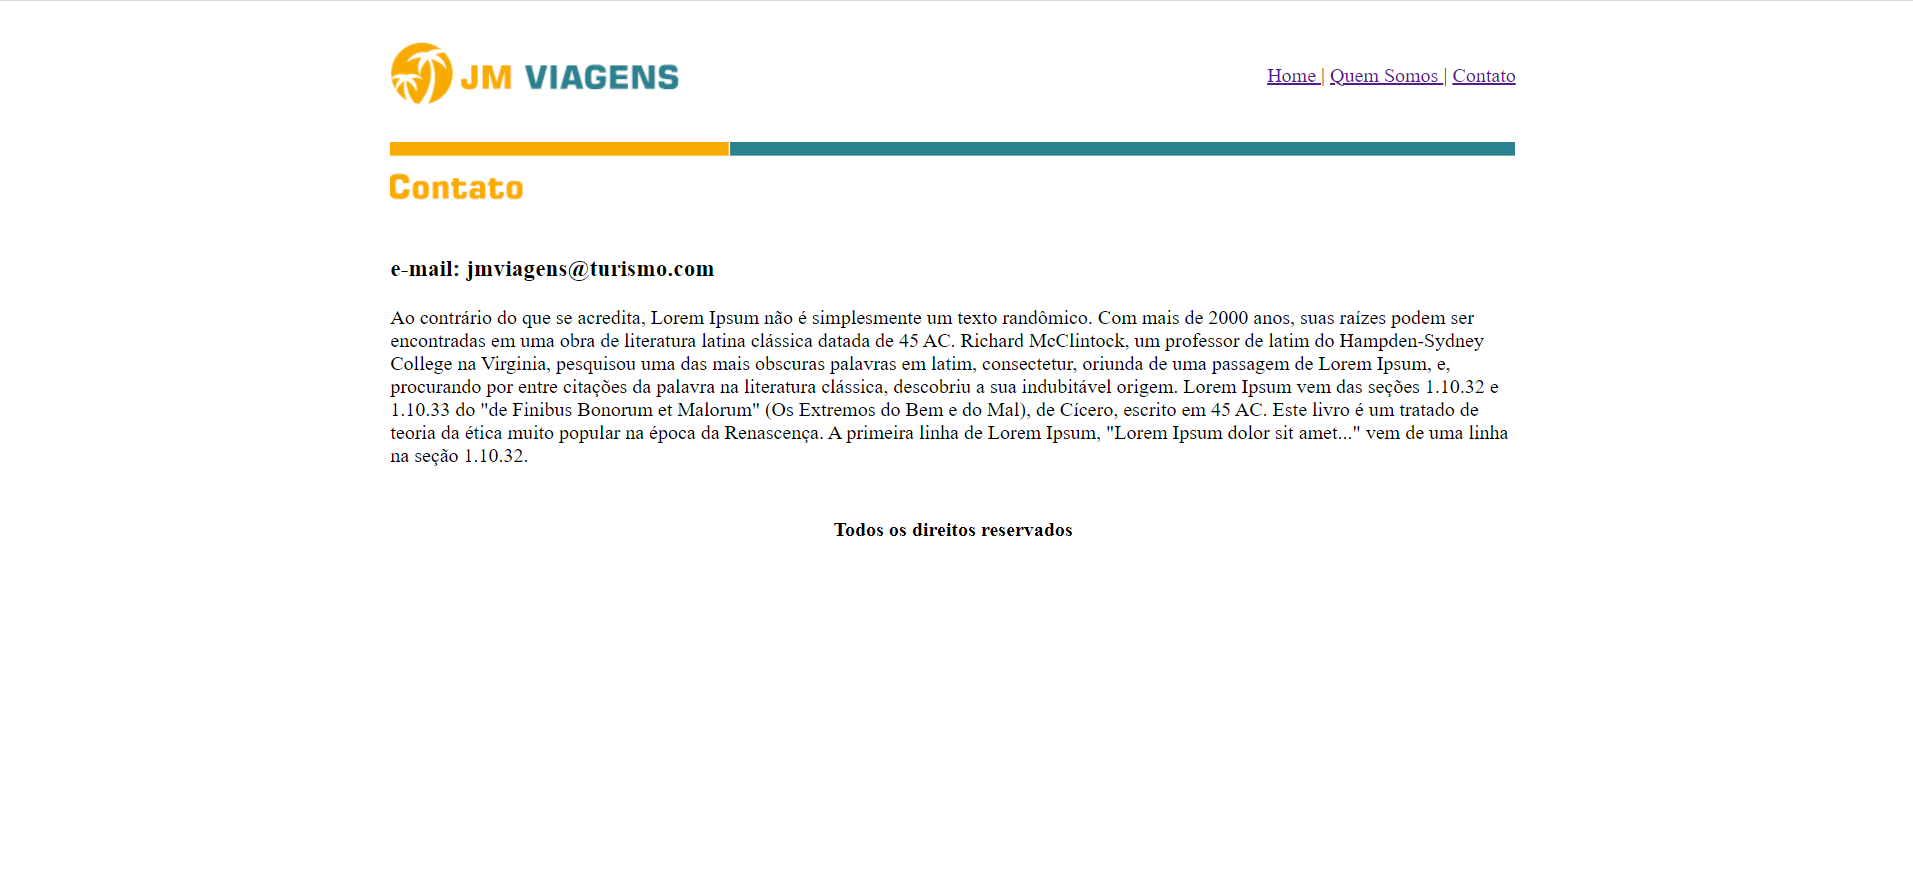 JM VIAGENS
Home | Quem Somos | Contato
Contato
e-mail: jmviagens@turismo.com
Ao contrário do que se acredita, Lorem Ipsum não é simplesmente um texto randômico. Com mais de 2000 anos, suas raízes podem ser
encontradas em uma obra de literatura latina clássica datada de 45 AC. Richard McClintock, um professor de latim do Hampden-Sydney
College na Virginia, pesquisou uma das mais obscuras palavras em latim, consectetur, oriunda de uma passagem de Lorem Ipsum, e,
procurando por entre citações da palavra na literatura clássica, descobriu a sua indubitável origem. Lorem Ipsum vem das seções 1.10.32 e
1.10.33 do "de Finibus Bonorum et Malorum" (Os Extremos do Bem e do Mal), de Cícero, escrito em 45 AC. Este livro é um tratado de
teoria da ética muito popular na época da Renascença. A primeira linha de Lorem Ipsum, "Lorem Ipsum dolor sit amet..." vem de uma linha
na seção 1.10.32.
Todos os direitos reservados